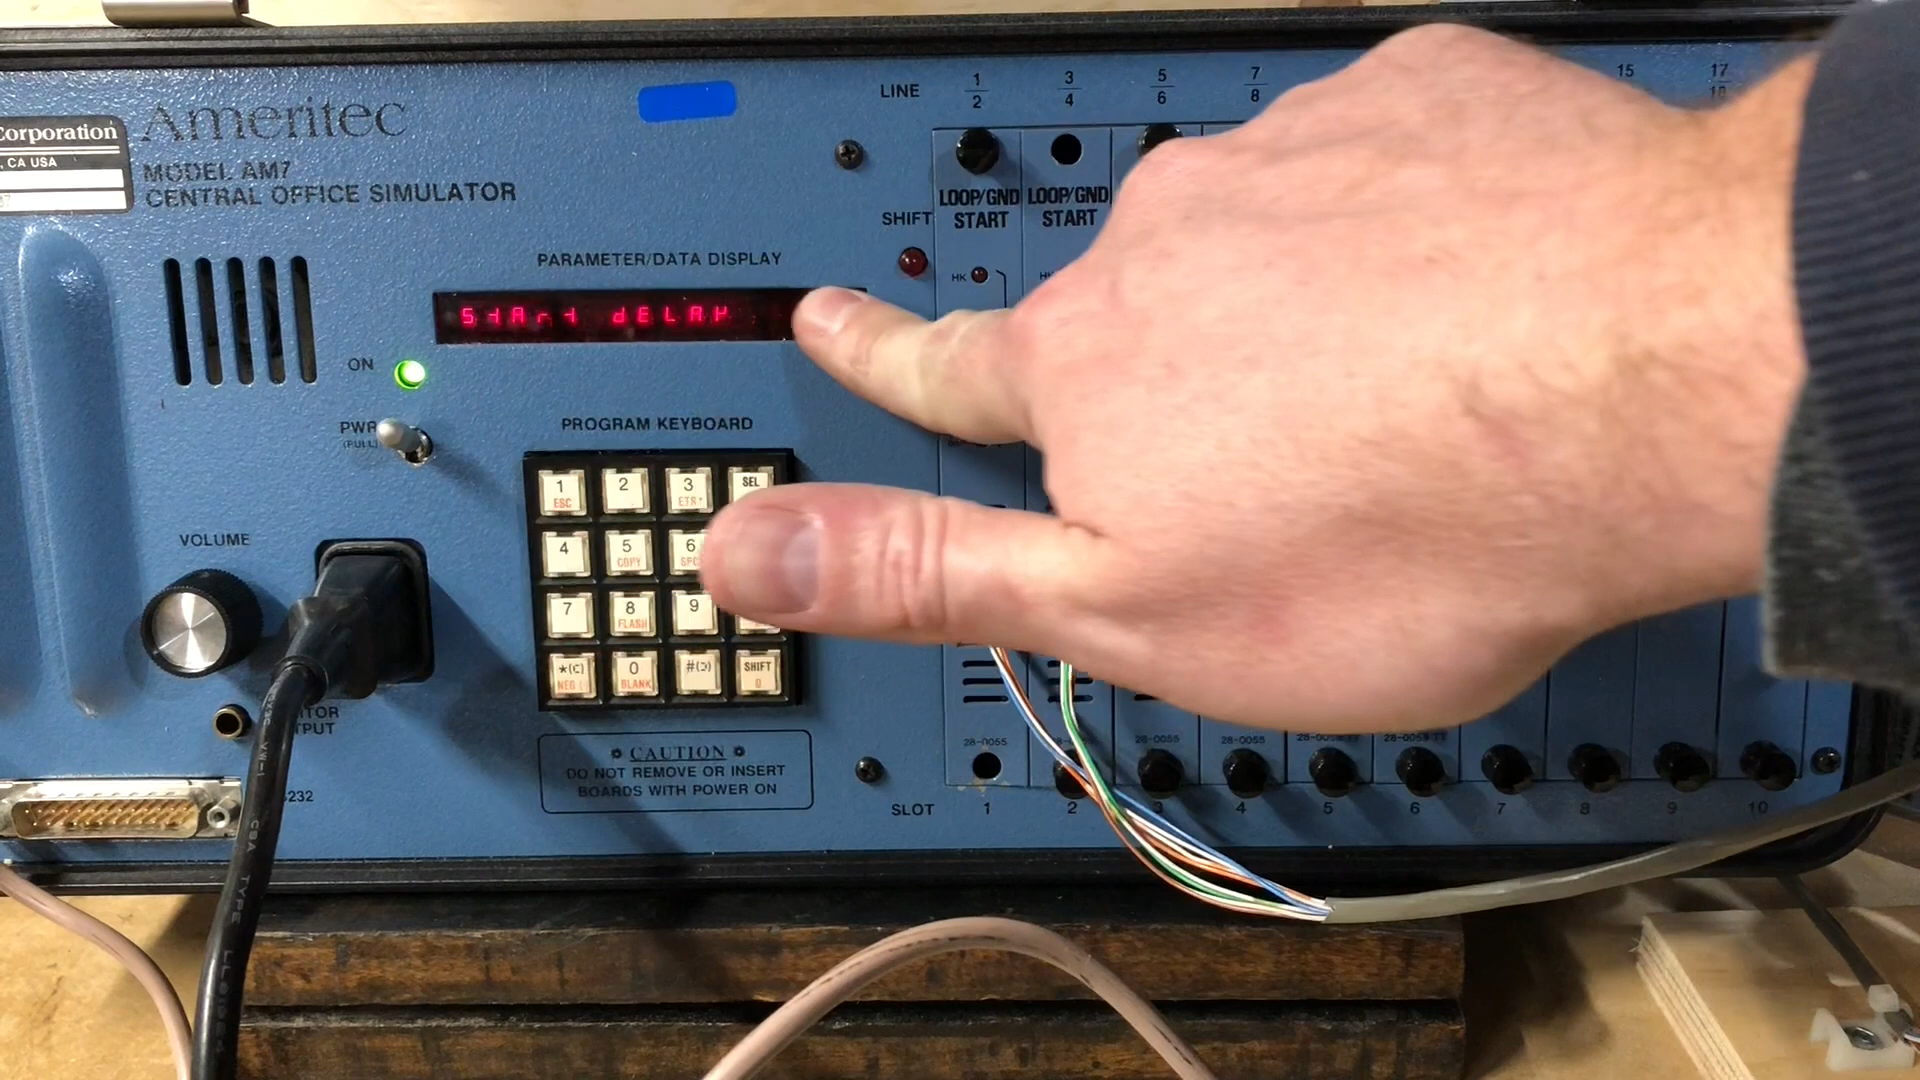 Corporation
, CA USA
Ameritec
MODEL AM7
CENTRAL OFFICE SIMULATOR
PARAMETER/DATA DISPLAY
StArt dELAY
ON
PWR
VOLUME
PROGRAM KEYBOARD
1 2 3 SEL
ESC
4 5 6
COPY SPC
7 8 9
FLASH
*(C) 0 #(Ɔ) SHIFT
NEG (-) BLANK 0
CAUTION
DO NOT REMOVE OR INSERT
BOARDS WITH POWER ON
LINE 1/2 3/4 5/6 7/8 15 17
LOOP/GND START LOOP/GND START
SHIFT
HK
28-0055 28-0055 28-0055
SLOT 1 2 3 4 5 6 7 8 9 10